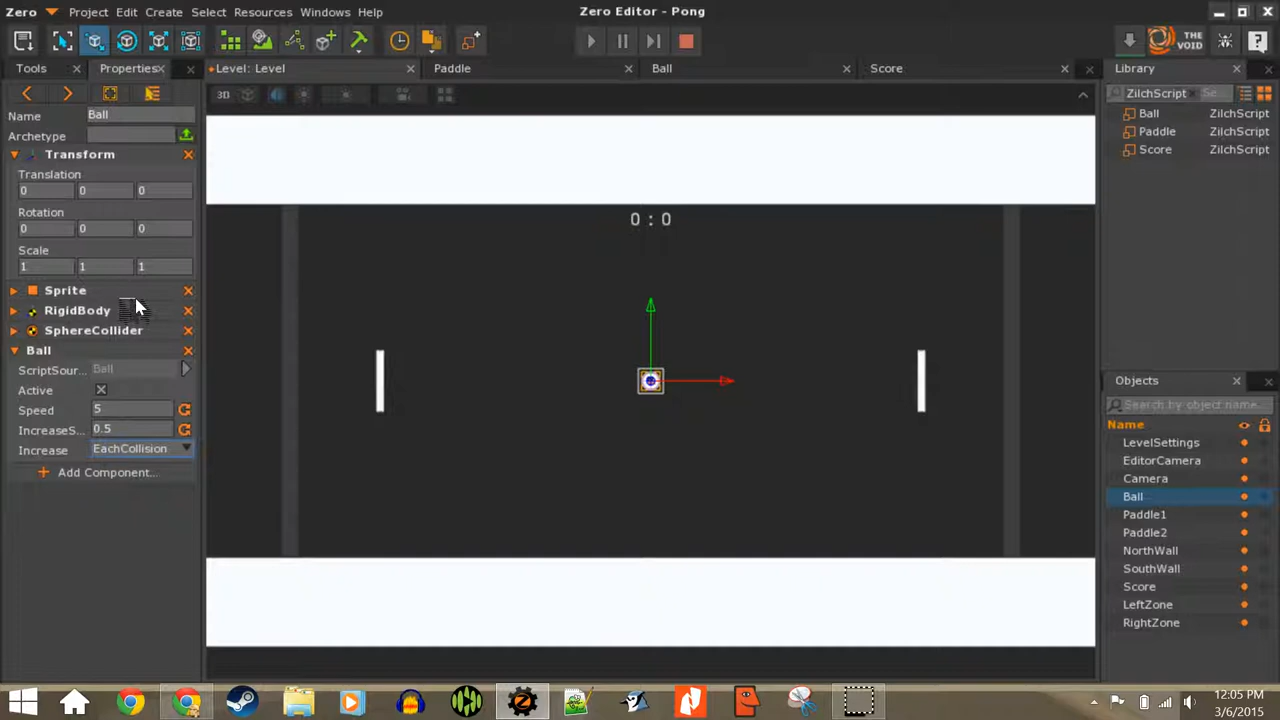 Zero Project Edit Create Select Resources Windows Help
Zero Editor - Pong
THE VOID
Tools Properties Level: Level Paddle Ball Score Library
3D
ZilchScript Se
Name Ball
Archetype
Transform
Translation
0 0 0
Rotation
0 0 0
Scale
1 1 1
Sprite
RigidBody
SphereCollider
Ball
ScriptSour... Ball
Active
Speed 5
IncreaseS... 0.5
Increase EachCollision
Add Component...
0 : 0
Ball ZilchScript
Paddle ZilchScript
Score ZilchScript
Objects
Search by object name...
Name
LevelSettings
EditorCamera
Camera
Ball
Paddle1
Paddle2
NorthWall
SouthWall
Score
LeftZone
RightZone
12:05 PM
3/6/2015